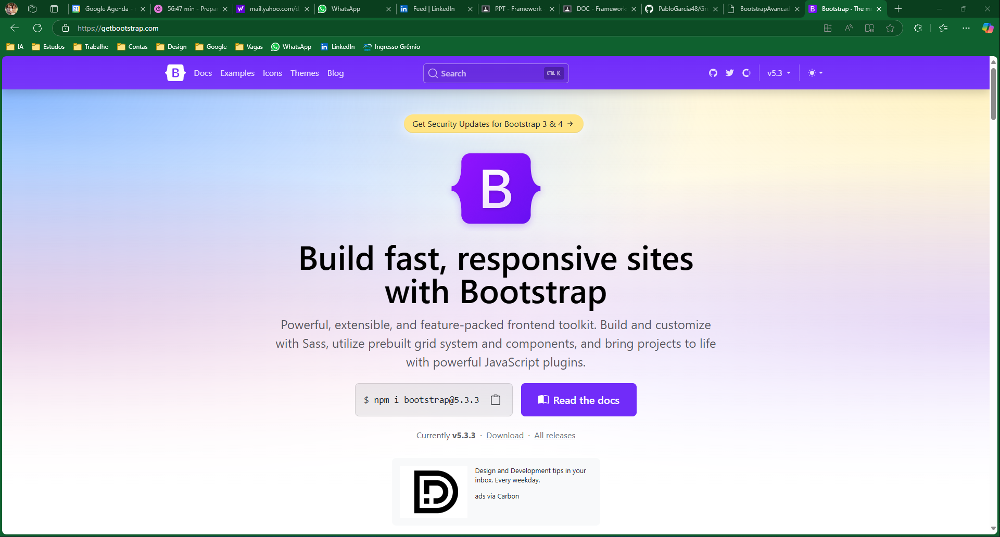 Google Agenda -
56:47 min - Prepar
mail.yahoo.com/d
WhatsApp
Feed | LinkedIn
PPT - Framework
DOC - Framework
PabloGarcia48/Gr
BootstrapAvancad
Bootstrap · The m
https://getbootstrap.com
IA
Estudos
Trabalho
Contas
Design
Google
Vagas
WhatsApp
LinkedIn
Ingresso Grêmio
B
Docs
Examples
Icons
Themes
Blog
Search
CTRL K
v5.3
Get Security Updates for Bootstrap 3 & 4 →
B
Build fast, responsive sites
with Bootstrap
Powerful, extensible, and feature-packed frontend toolkit. Build and customize
with Sass, utilize prebuilt grid system and components, and bring projects to life
with powerful JavaScript plugins.
$ npm i bootstrap@5.3.3
Read the docs
Currently v5.3.3 · Download · All releases
Design and Development tips in your
inbox. Every weekday.
ads via Carbon